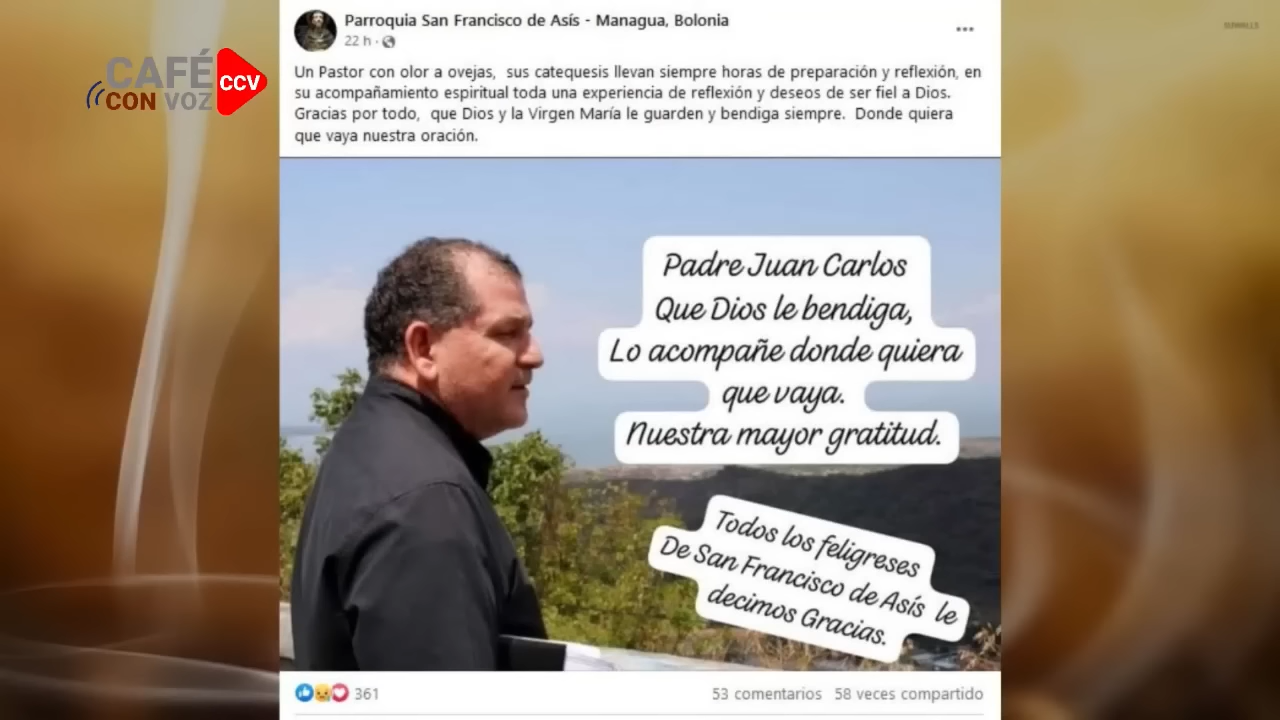 Parroquia San Francisco de Asís - Managua, Bolonia
22 h ·
CAFÉ
CON VOZ
CCV
Un Pastor con olor a ovejas, sus catequesis llevan siempre horas de preparación y reflexión, en
su acompañamiento espiritual toda una experiencia de reflexión y deseos de ser fiel a Dios.
Gracias por todo, que Dios y la Virgen María le guarden y bendiga siempre. Donde quiera
que vaya nuestra oración.
Padre Juan Carlos
Que Dios le bendiga,
Lo acompañe donde quiera
que vaya.
Nuestra mayor gratitud.
Todos los feligreses
De San Francisco de Asís le
decimos Gracias.
361
53 comentarios 58 veces compartido